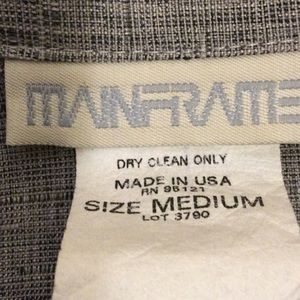 MAINFRAME
DRY CLEAN ONLY
MADE IN USA
RN 95121
SIZE MEDIUM
LOT 3790